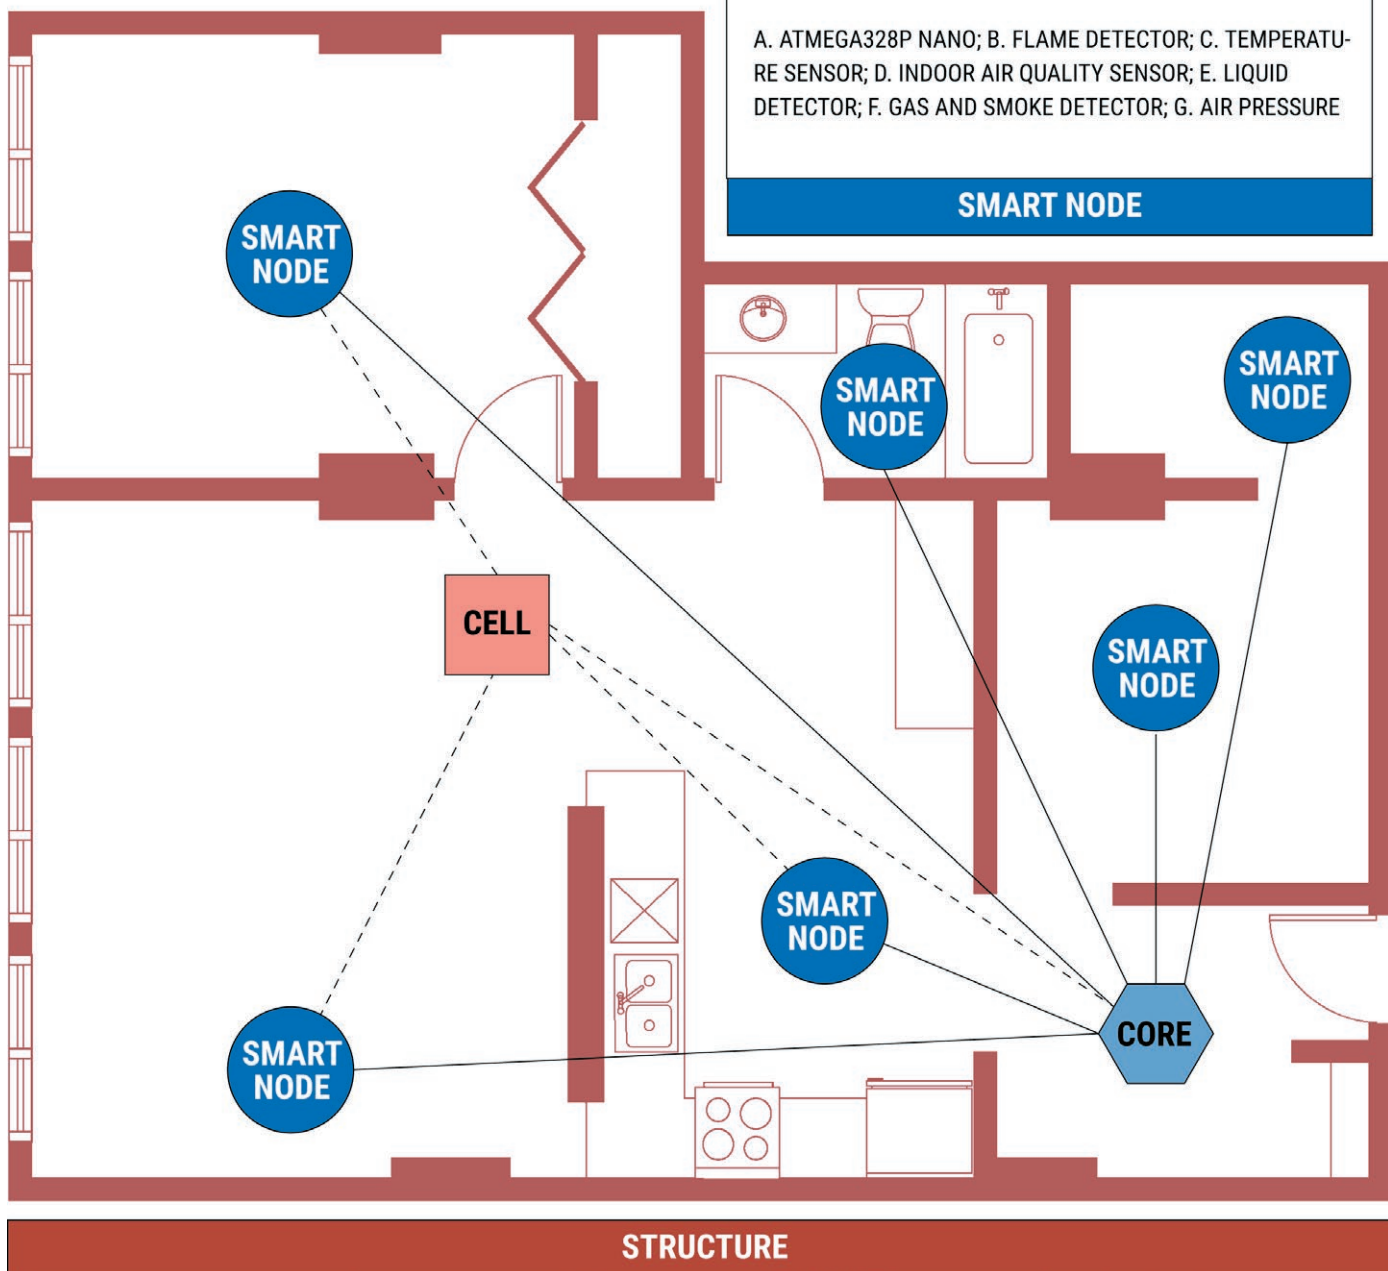 A. ATMEGA328P NANO; B. FLAME DETECTOR; C. TEMPERATU-
RE SENSOR; D. INDOOR AIR QUALITY SENSOR; E. LIQUID
DETECTOR; F. GAS AND SMOKE DETECTOR; G. AIR PRESSURE
SMART NODE
SMART
NODE
SMART
NODE
SMART
NODE
CELL
SMART
NODE
SMART
NODE
CORE
SMART
NODE
STRUCTURE